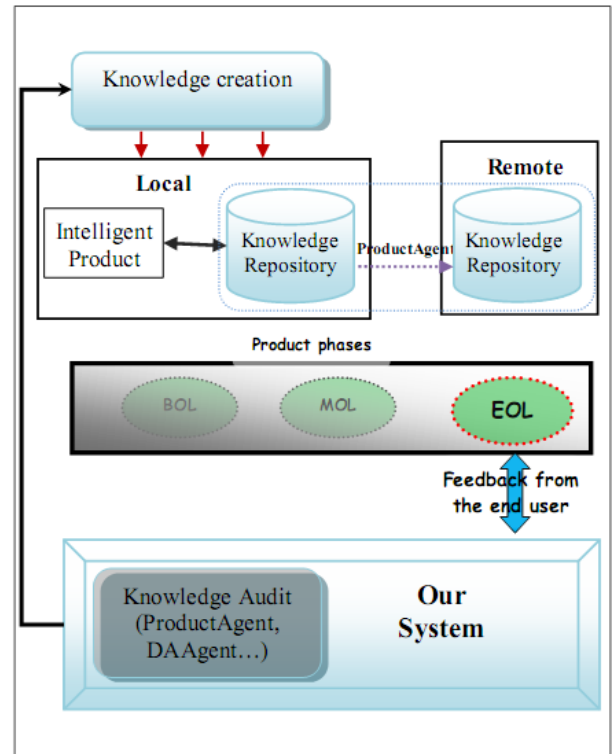 Knowledge creation
Local
Remote
Intelligent
Product
Knowledge
Repository
ProductAgent
Knowledge
Repository
Product phases
BOL
MOL
EOL
Feedback from
the end user
Knowledge Audit
(ProductAgent,
DAAgent…)
Our
System